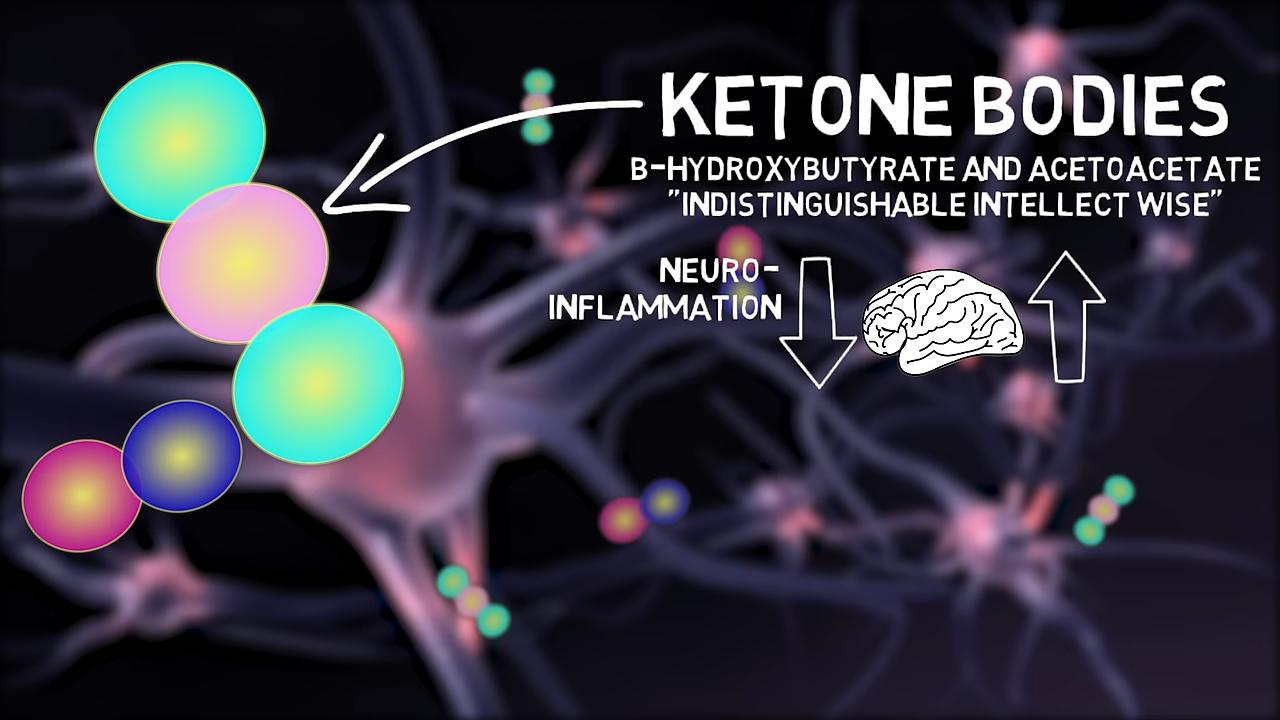 KETONE BODIES
B-HYDROXYBUTYRATE AND ACETOACETATE
"INDISTINGUISHABLE INTELLECT WISE"
NEURO-
INFLAMMATION